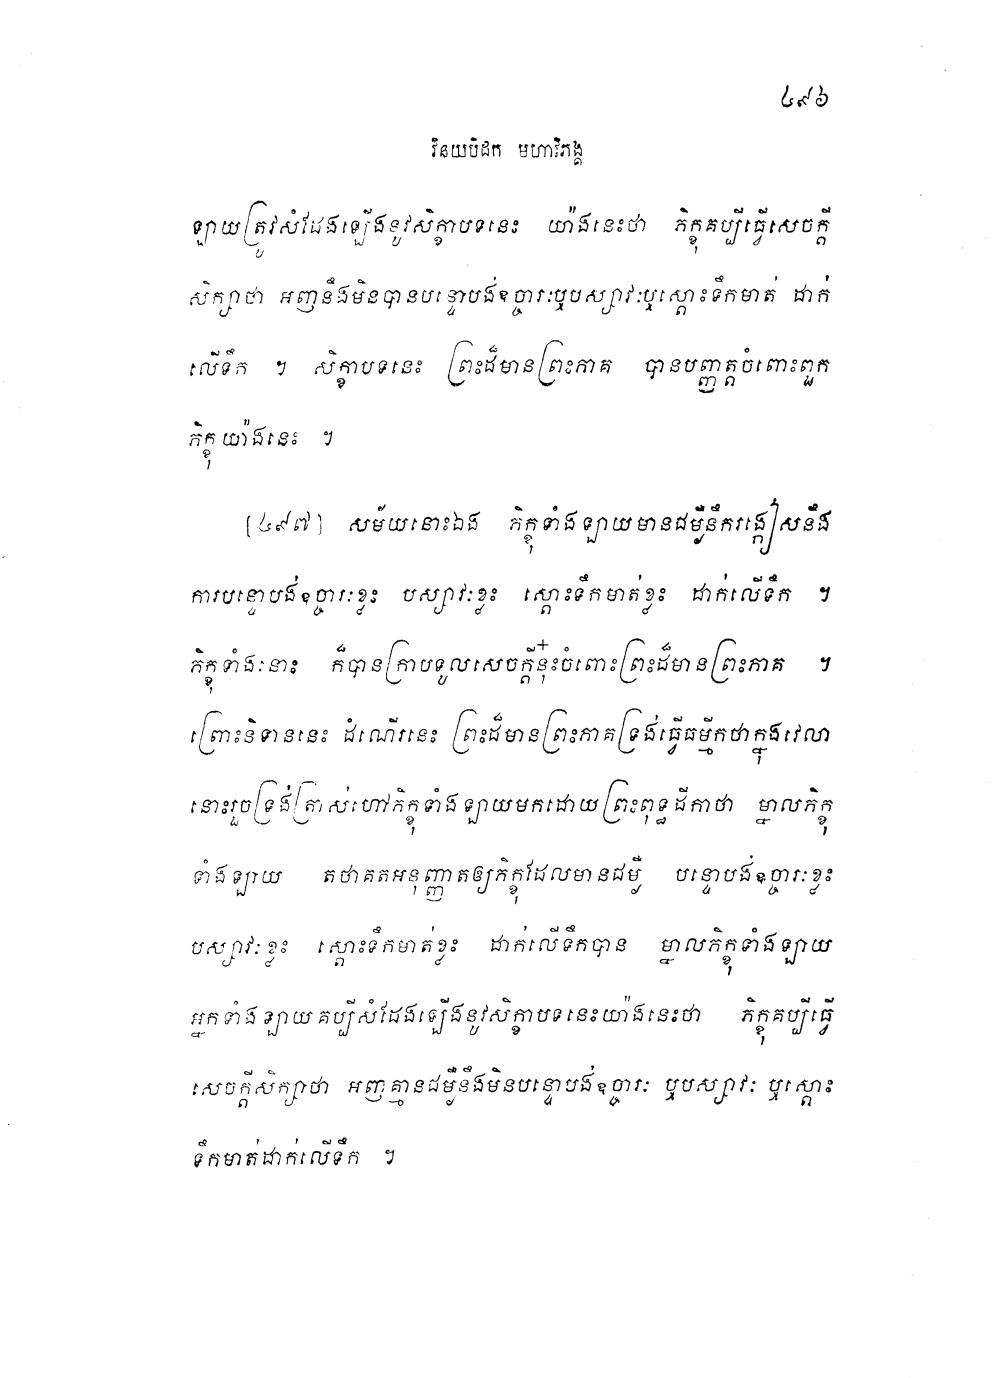 ៤៩៦
វិនយបិដក មហាវិភង្គ
ឡាយត្រូវសំដែងឡើងនូវសិក្ខាបទនេះ យ៉ាងនេះថា ភិក្ខុគប្បីធ្វើសេចក្តី
សិក្សាថា អញនឹងមិនបានបន្ទោបង់ឧច្ចារៈឬបស្សាវៈឬស្តោះទឹកមាត់ ដាក់
លើទឹក ។ សិក្ខាបទនេះ ព្រះដ៏មានព្រះភាគ បានបញ្ញត្តចំពោះពួក
ភិក្ខុយ៉ាងនេះ ។
[៤៩៧] សម័យនោះឯង ភិក្ខុទាំងឡាយមានជម្ងឺនឹករង្កៀសនឹង
ការបន្ទោបង់ឧច្ចារៈខ្លះ បស្សាវៈខ្លះ ស្តោះទឹកមាត់ខ្លះ ដាក់លើទឹក ។
ភិក្ខុទាំងនោះ ក៏បានក្រាបទូលសេចក្តីនុ៎ះចំពោះព្រះដ៏មានព្រះភាគ ។
ព្រោះនិទាននេះ ដំណើរនេះ ព្រះដ៏មានព្រះភាគទ្រង់ធ្វើធម្មីកថាក្នុងវេលា
នោះរួចទ្រង់ត្រាស់ហៅភិក្ខុទាំងឡាយមកដោយព្រះពុទ្ធដីកាថា ម្នាលភិក្ខុ
ទាំងឡាយ តថាគតអនុញ្ញាតឲ្យភិក្ខុដែលមានជម្ងឺ បន្ទោបង់ឧច្ចារៈខ្លះ
បស្សាវៈខ្លះ ស្តោះទឹកមាត់ខ្លះ ដាក់លើទឹកបាន ម្នាលភិក្ខុទាំងឡាយ
អ្នកទាំងឡាយគប្បីសំដែងឡើងនូវសិក្ខាបទនេះយ៉ាងនេះថា ភិក្ខុគប្បីធ្វើ
សេចក្តីសិក្សាថា អញគ្មានជម្ងឺនឹងមិនបន្ទោបង់ឧច្ចារៈ ឬបស្សាវៈ ឬស្តោះ
ទឹកមាត់ដាក់លើទឹក ។